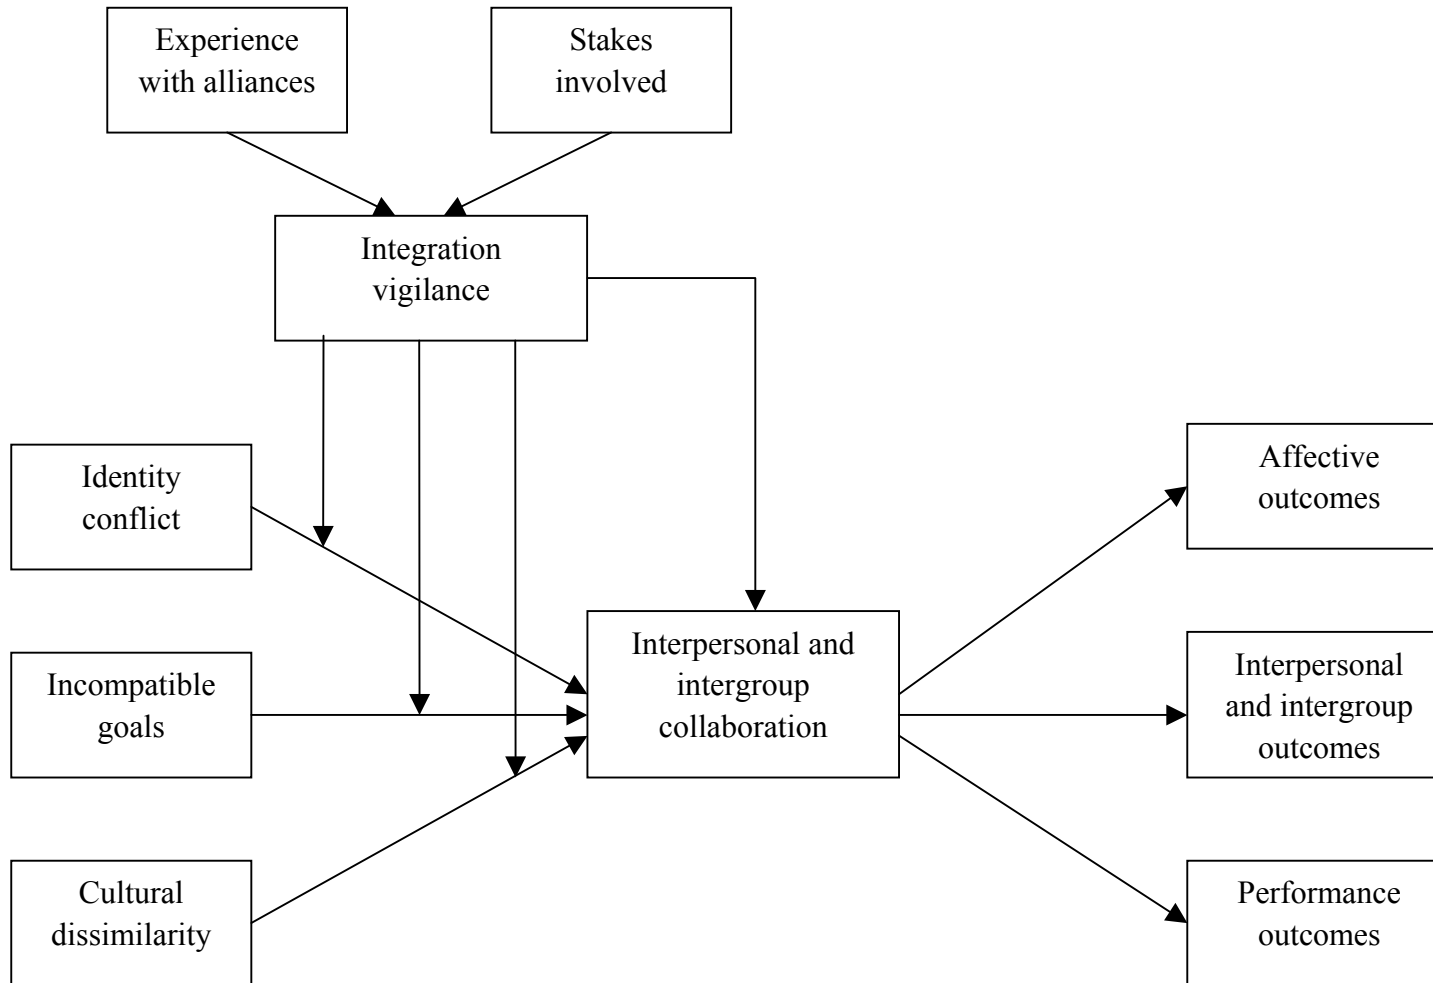 Experience
with alliances
Stakes
involved
Integration
vigilance
Identity
conflict
Affective
outcomes
Incompatible
goals
Interpersonal and
intergroup
collaboration
Interpersonal
and intergroup
outcomes
Cultural
dissimilarity
Performance
outcomes